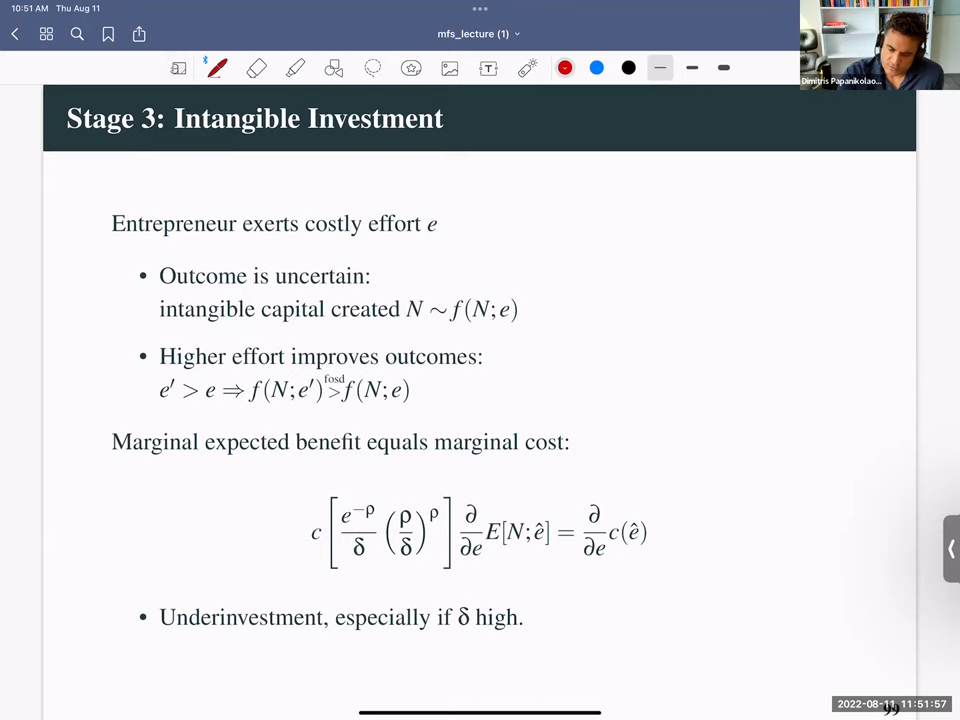 10:51 AM Thu Aug 11
mfs_lecture (1)
Dimitris Papanikolao...
Stage 3: Intangible Investment
Entrepreneur exerts costly effort e
• Outcome is uncertain:
intangible capital created N ∼ f(N; e)
• Higher effort improves outcomes:
e′ > e ⇒ f(N; e′) fosd > f(N; e)
Marginal expected benefit equals marginal cost:
c [ e^{−ρ}/δ (ρ/δ)^ρ ] ∂/∂e E[N; ê] = ∂/∂e c(ê)
• Underinvestment, especially if δ high.
2022-08-11 11:51:57
99